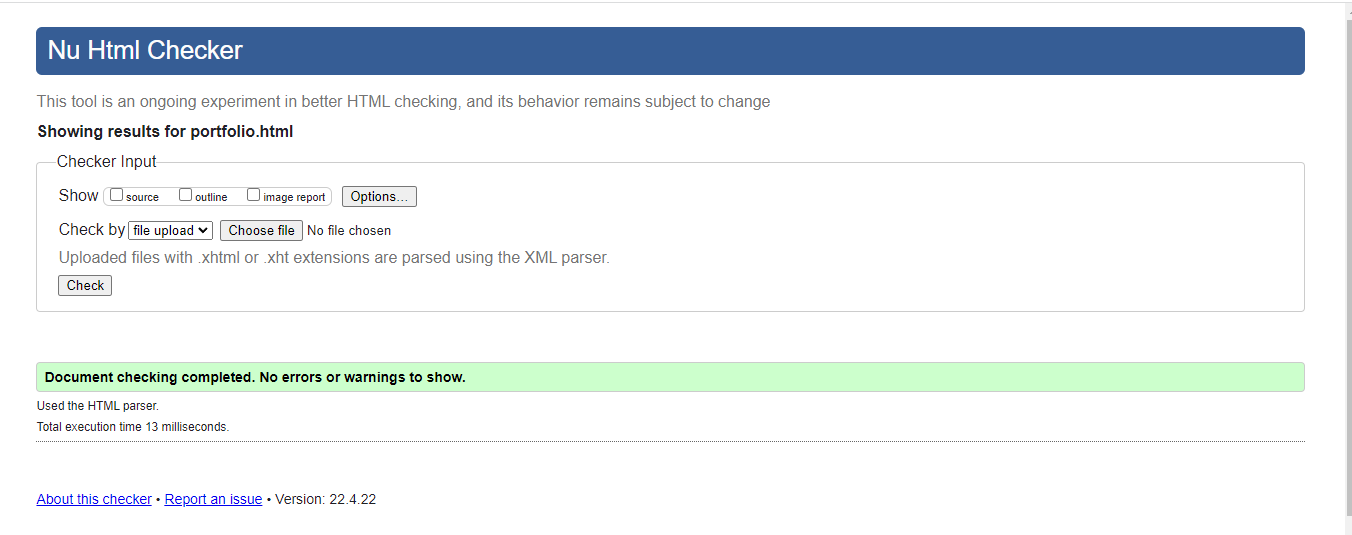 Nu Html Checker
This tool is an ongoing experiment in better HTML checking, and its behavior remains subject to change
Showing results for portfolio.html
Checker Input
Show source outline image report Options...
Check by file upload Choose file No file chosen
Uploaded files with .xhtml or .xht extensions are parsed using the XML parser.
Check
Document checking completed. No errors or warnings to show.
Used the HTML parser.
Total execution time 13 milliseconds.
About this checker • Report an issue • Version: 22.4.22